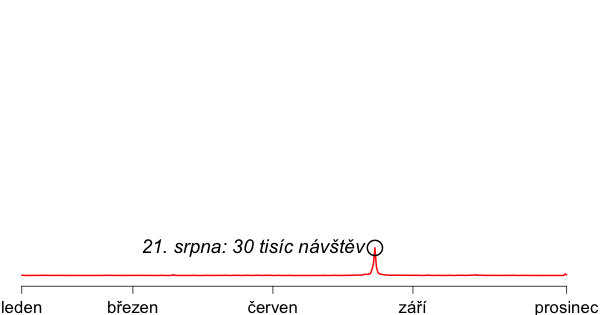 21. srpna: 30 tisíc návštěv
leden březen červen září prosinec